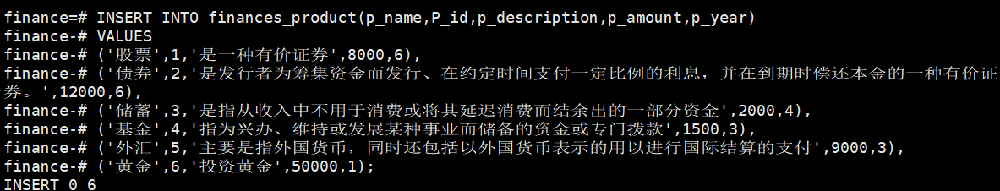 finance=# INSERT INTO finances_product(p_name,P_id,p_description,p_amount,p_year)
finance-# VALUES
finance-# ('股票',1,'是一种有价证券',8000,6),
finance-# ('债券',2,'是发行者为筹集资金而发行、在约定时间支付一定比例的利息，并在到期时偿还本金的一种有价证
券。',12000,6),
finance-# ('储蓄',3,'是指从收入中不用于消费或将其延迟消费而结余出的一部分资金',2000,4),
finance-# ('基金',4,'指为兴办、维持或发展某种事业而储备的资金或专门拨款',1500,3),
finance-# ('外汇',5,'主要是指外国货币，同时还包括以外国货币表示的用以进行国际结算的支付',9000,3),
finance-# ('黄金',6,'投资黄金',50000,1);
INSERT 0 6